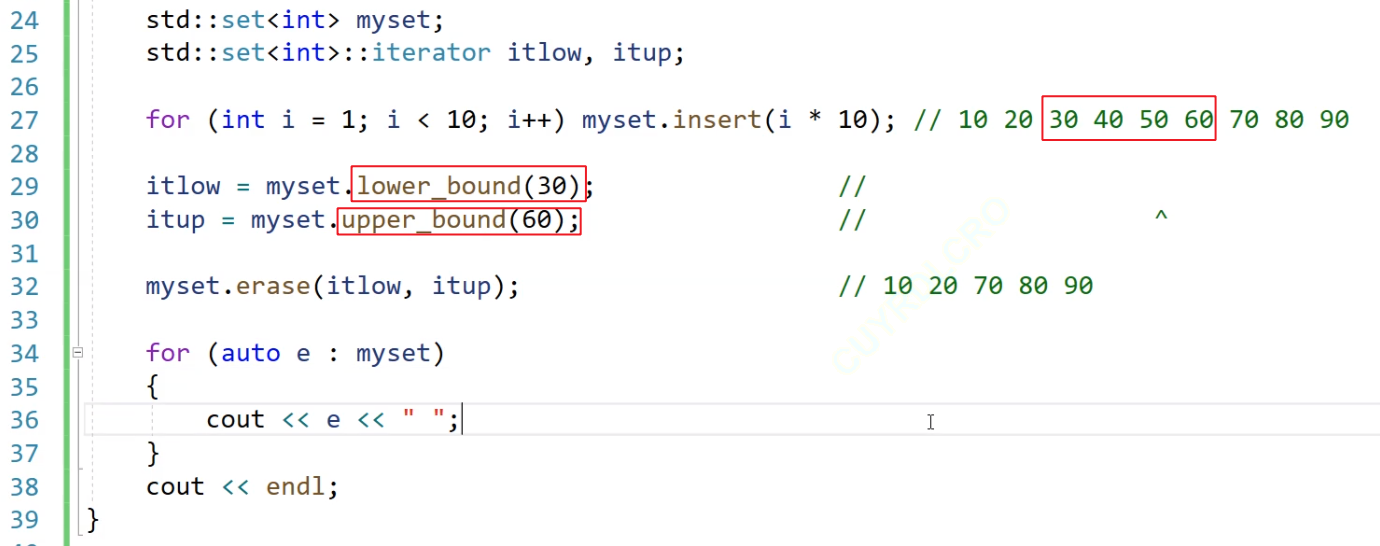 24 std::set<int> myset;
25 std::set<int>::iterator itlow, itup;
26
27 for (int i = 1; i < 10; i++) myset.insert(i * 10); // 10 20 30 40 50 60 70 80 90
28
29 itlow = myset.lower_bound(30); //
30 itup = myset.upper_bound(60); // ^
31
32 myset.erase(itlow, itup); // 10 20 70 80 90
33
34 for (auto e : myset)
35 {
36 cout << e << " ";
37 }
38 cout << endl;
39 }